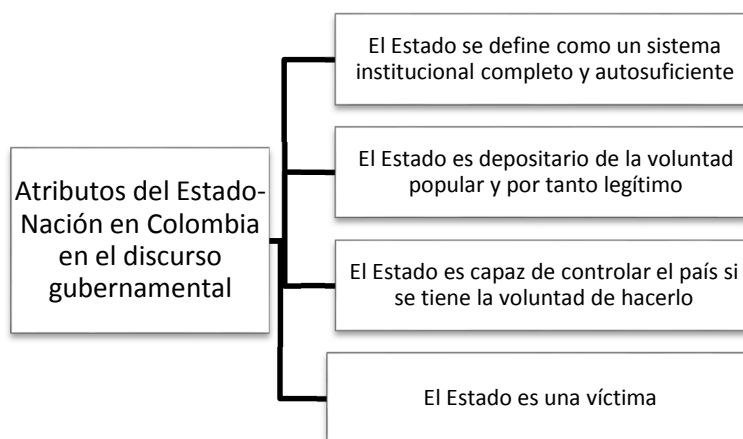 Atributos del Estado-
Nación en Colombia
en el discurso
gubernamental
El Estado se define como un sistema
institucional completo y autosuficiente
El Estado es depositario de la voluntad
popular y por tanto legítimo
El Estado es capaz de controlar el país si
se tiene la voluntad de hacerlo
El Estado es una víctima